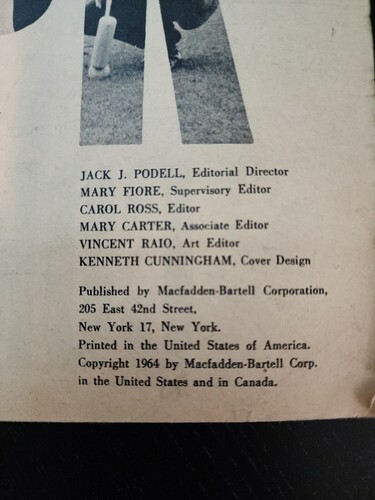 JACK J. PODELL, Editorial Director
MARY FIORE, Supervisory Editor
CAROL ROSS, Editor
MARY CARTER, Associate Editor
VINCENT RAIO, Art Editor
KENNETH CUNNINGHAM, Cover Design
Published by Macfadden-Bartell Corporation,
205 East 42nd Street,
New York 17, New York.
Printed in the United States of America.
Copyright 1964 by Macfadden-Bartell Corp.
in the United States and in Canada.